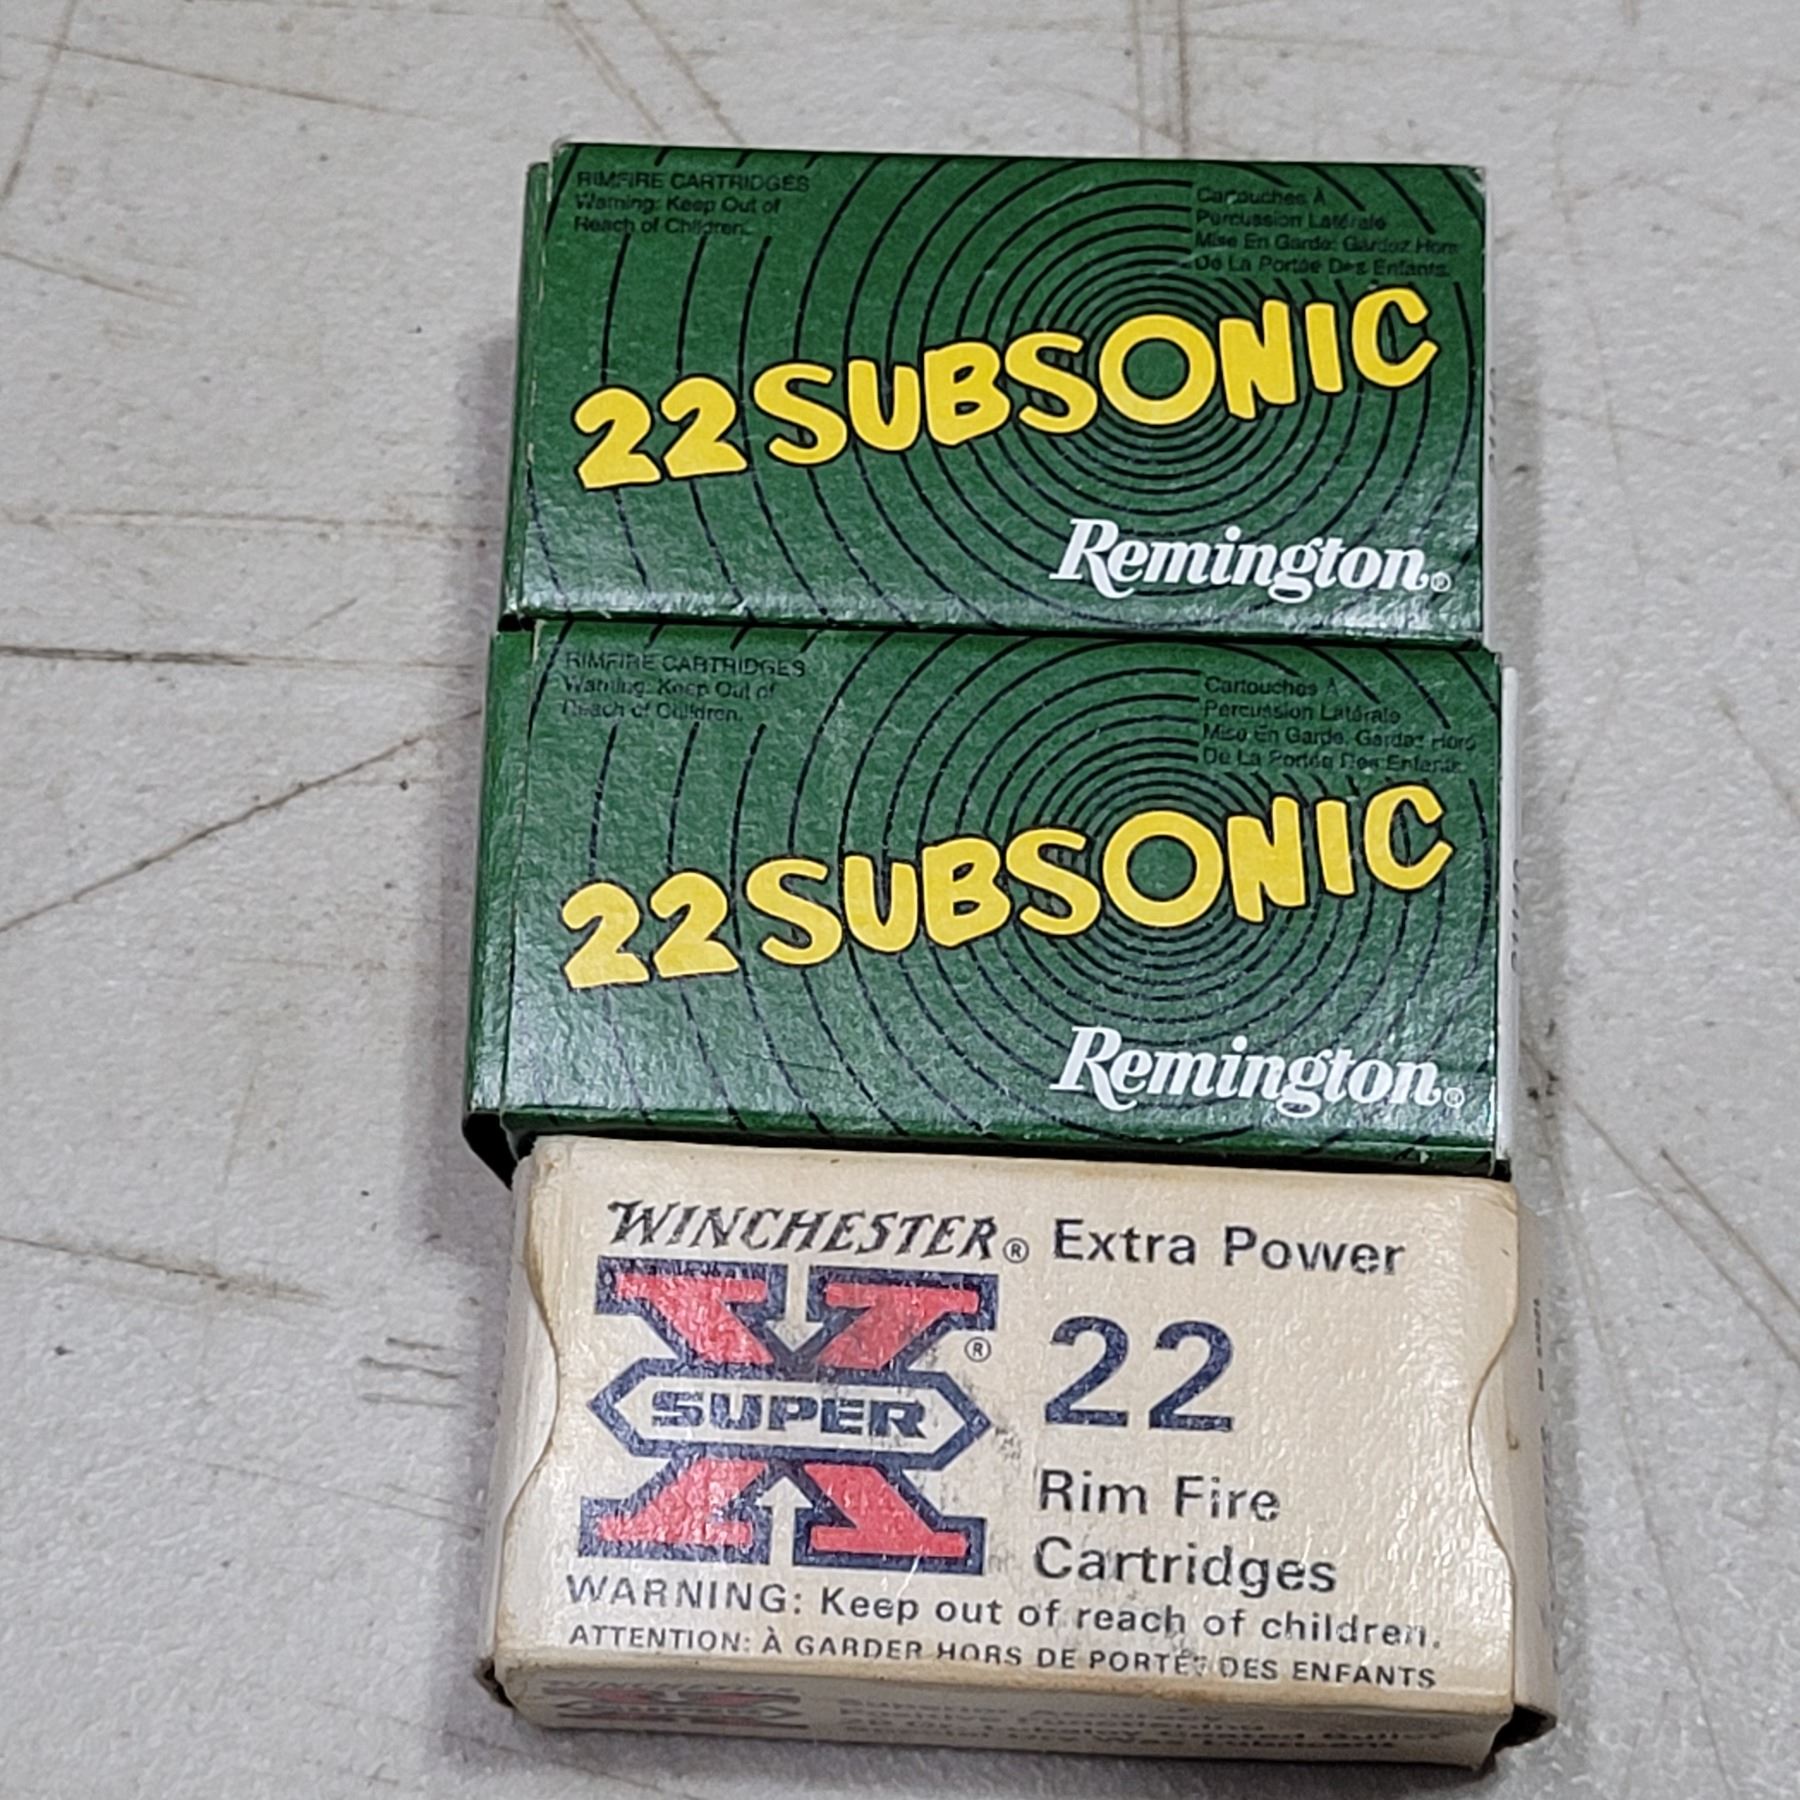 RIMFIRE CARTRIDGES
Warning: Keep Out of
Reach of Children.
Cartouches À
Percussion Latérale
Mise En Garde: Gardez Hors
De La Portée Des Enfants.
22 SUBSONIC
Remington®
RIMFIRE CARTRIDGES
Warning: Keep Out of
Reach of Children.
Cartouches À
Percussion Latérale
Mise En Garde: Gardez Hors
De La Portée Des Enfants.
22 SUBSONIC
Remington®
WINCHESTER® Extra Power
X
SUPER
®
22
Rim Fire
Cartridges
WARNING: Keep out of reach of children.
ATTENTION: À GARDER HORS DE PORTÉE DES ENFANTS
WINCHESTER
SUPER